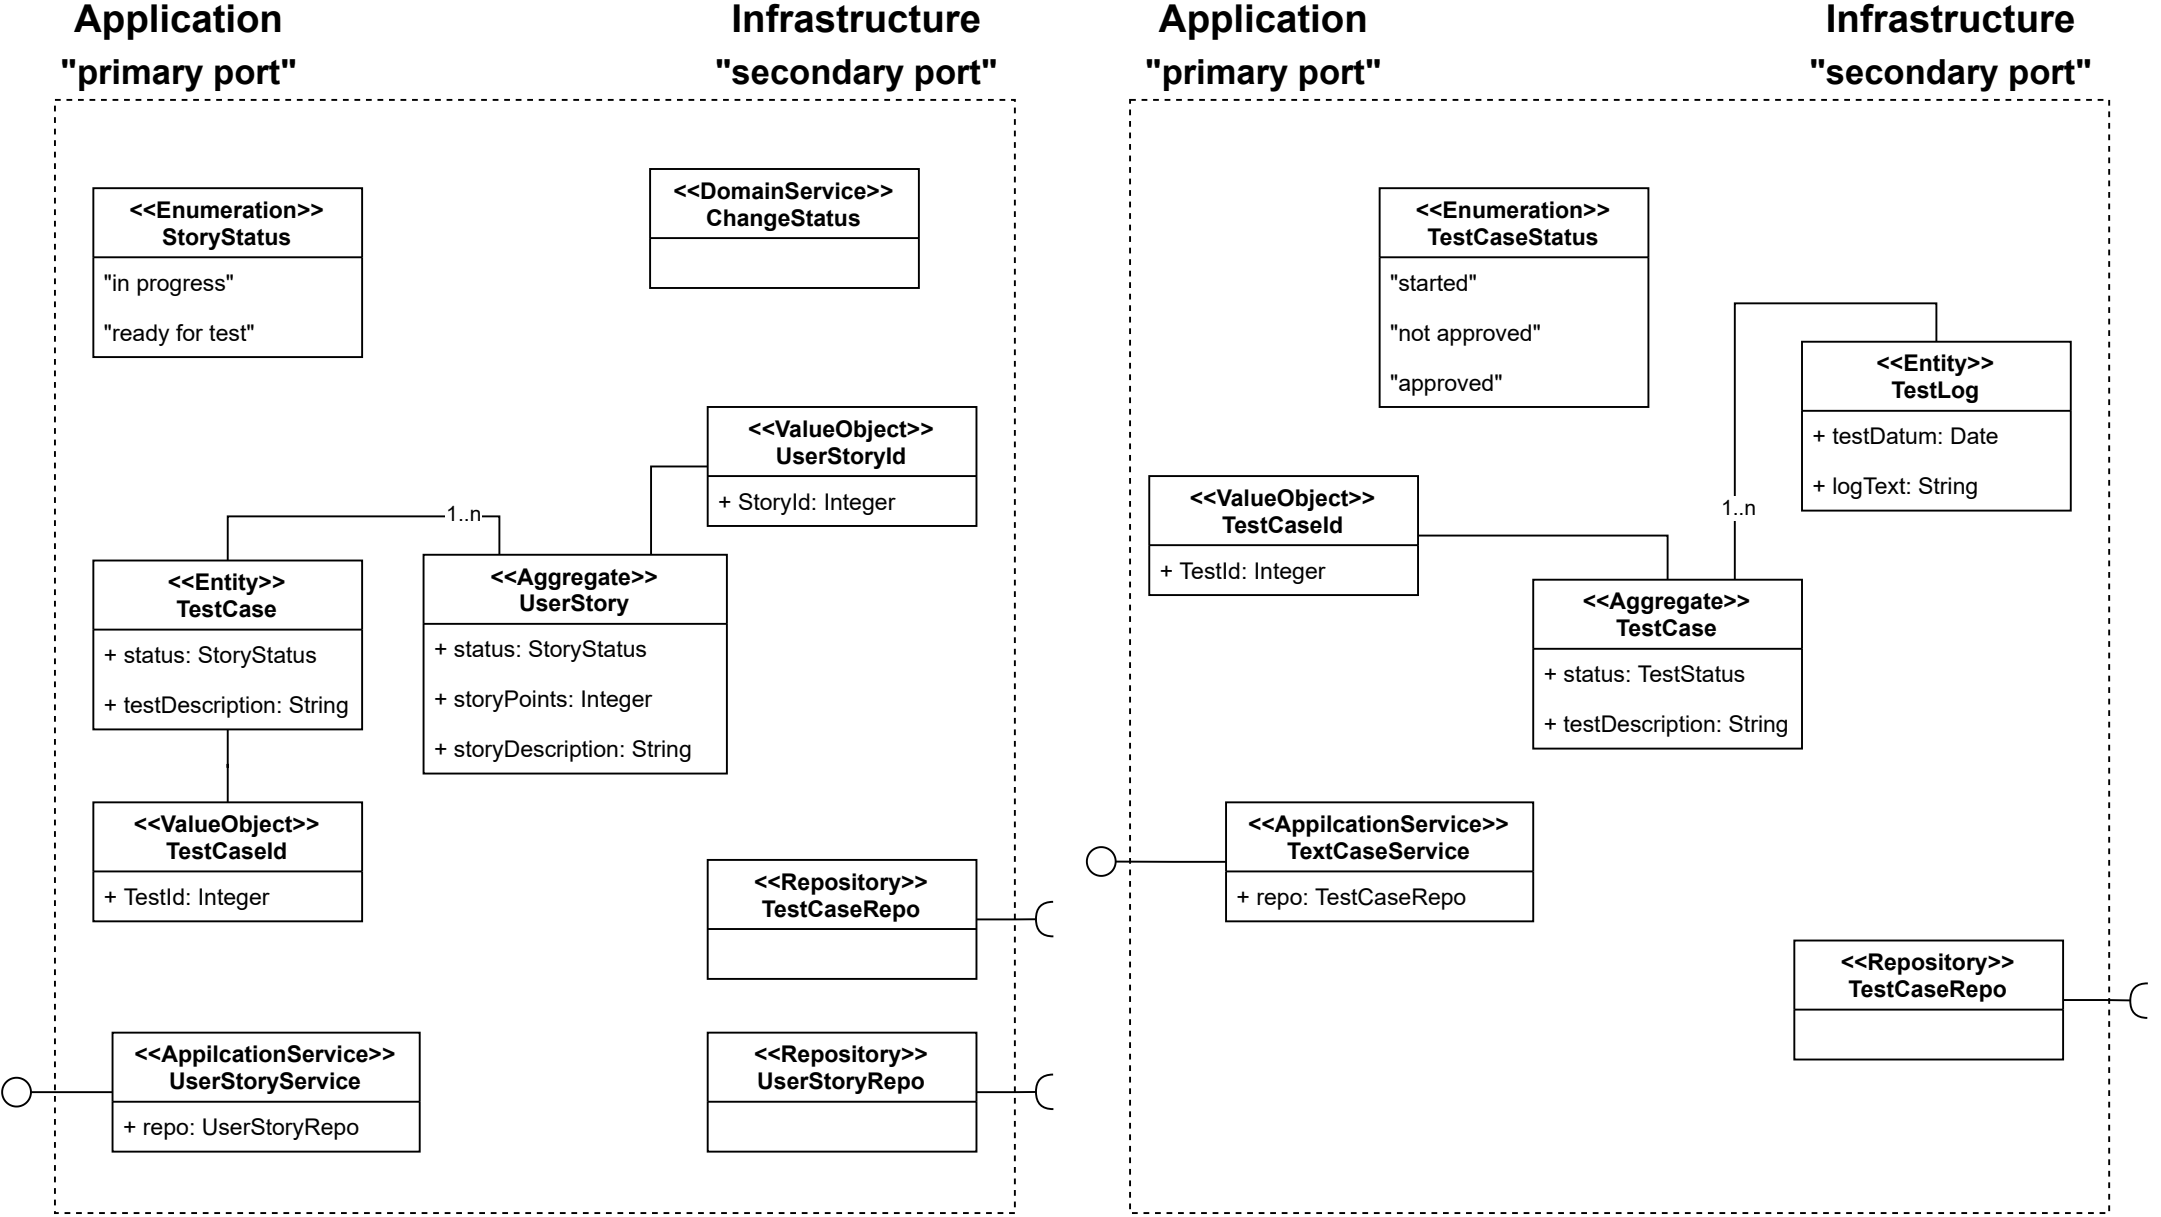 Application
"primary port"
Infrastructure
"secondary port"
<<Enumeration>>
StoryStatus
"in progress"
"ready for test"
<<DomainService>>
ChangeStatus
<<ValueObject>>
UserStoryId
+ StoryId: Integer
1..n
<<Entity>>
TestCase
+ status: StoryStatus
+ testDescription: String
<<Aggregate>>
UserStory
+ status: StoryStatus
+ storyPoints: Integer
+ storyDescription: String
<<ValueObject>>
TestCaseId
+ TestId: Integer
<<Repository>>
TestCaseRepo
<<AppilcationService>>
UserStoryService
+ repo: UserStoryRepo
<<Repository>>
UserStoryRepo
Application
"primary port"
Infrastructure
"secondary port"
<<Enumeration>>
TestCaseStatus
"started"
"not approved"
"approved"
<<Entity>>
TestLog
+ testDatum: Date
+ logText: String
1..n
<<ValueObject>>
TestCaseId
+ TestId: Integer
<<Aggregate>>
TestCase
+ status: TestStatus
+ testDescription: String
<<AppilcationService>>
TextCaseService
+ repo: TestCaseRepo
<<Repository>>
TestCaseRepo